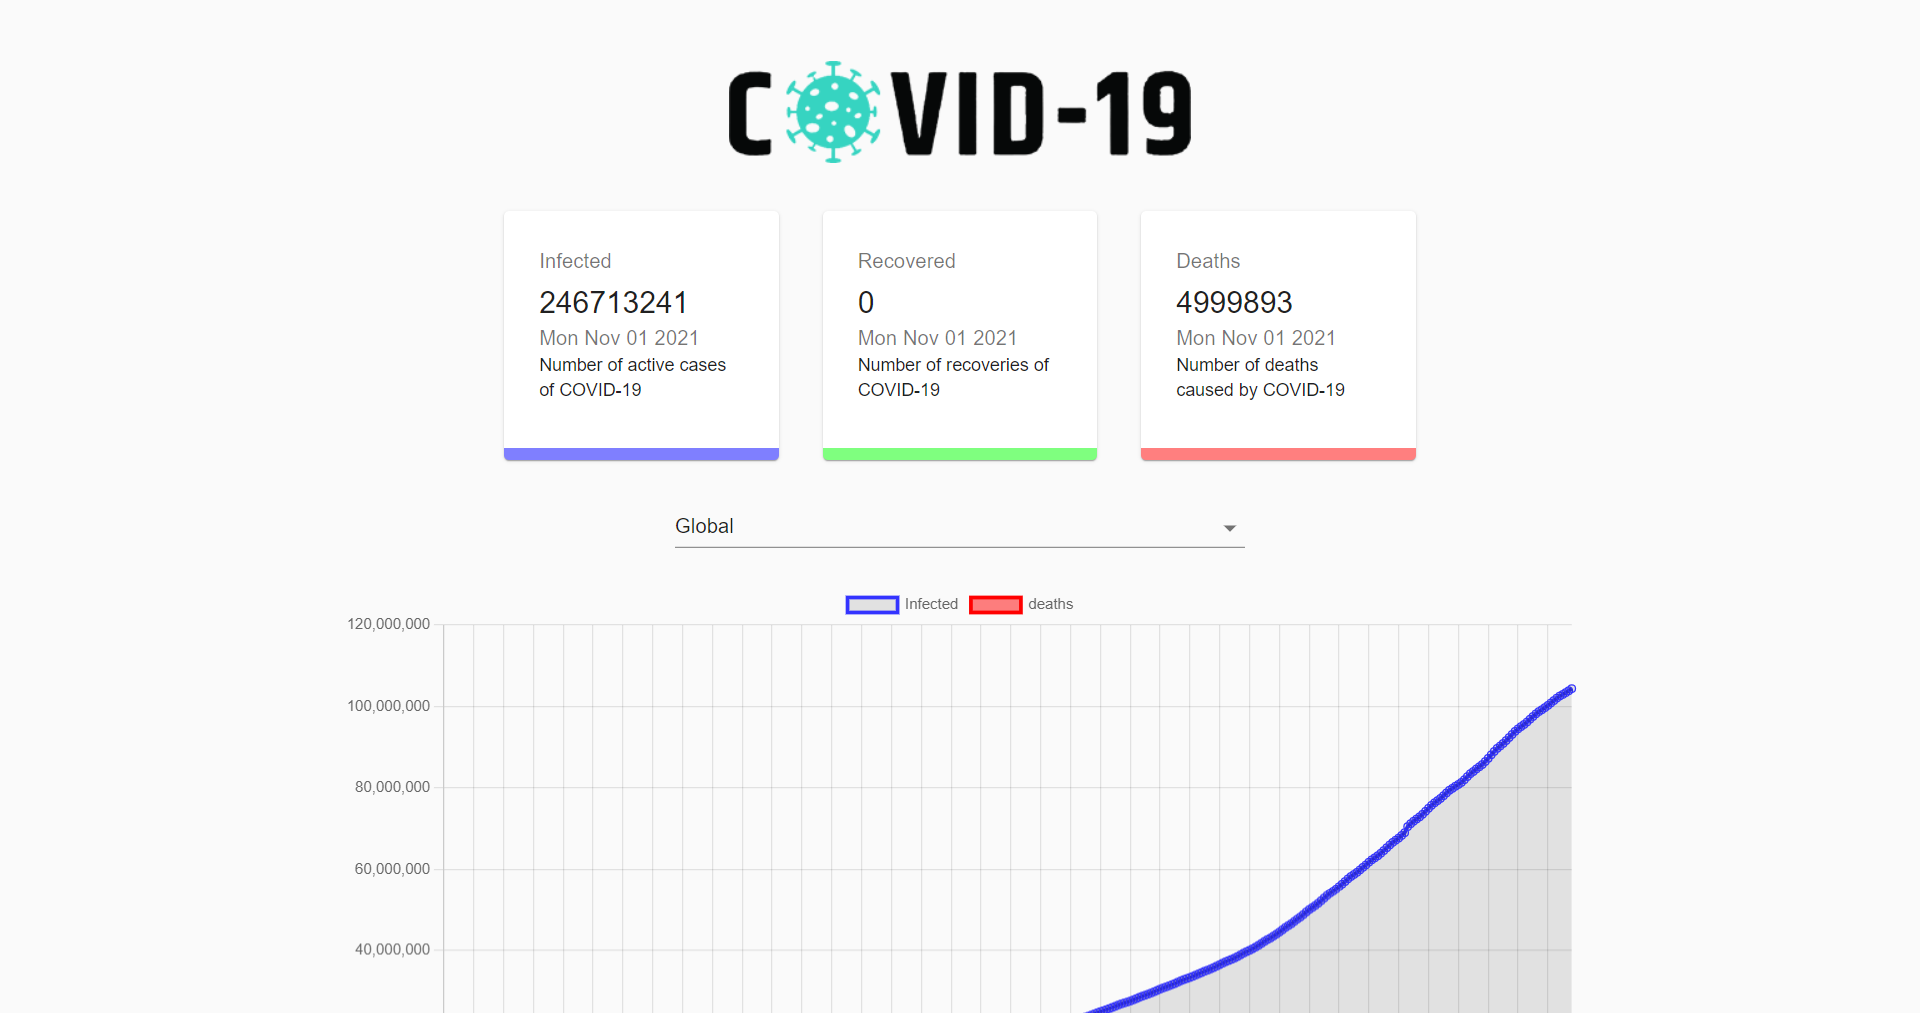 COVID-19
Infected
246713241
Mon Nov 01 2021
Number of active cases
of COVID-19
Recovered
0
Mon Nov 01 2021
Number of recoveries of
COVID-19
Deaths
4999893
Mon Nov 01 2021
Number of deaths
caused by COVID-19
Global
Infected deaths
120,000,000
100,000,000
80,000,000
60,000,000
40,000,000